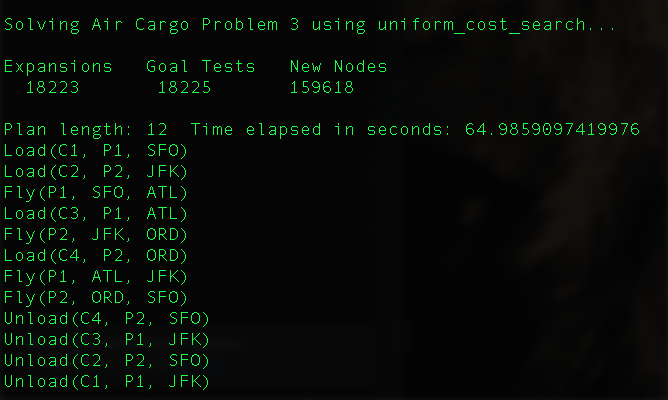 Solving Air Cargo Problem 3 using uniform_cost_search...
Expansions   Goal Tests   New Nodes
  18223       18225       159618
Plan length: 12  Time elapsed in seconds: 64.9859097419976
Load(C1, P1, SFO)
Load(C2, P2, JFK)
Fly(P1, SFO, ATL)
Load(C3, P1, ATL)
Fly(P2, JFK, ORD)
Load(C4, P2, ORD)
Fly(P1, ATL, JFK)
Fly(P2, ORD, SFO)
Unload(C4, P2, SFO)
Unload(C3, P1, JFK)
Unload(C2, P2, SFO)
Unload(C1, P1, JFK)